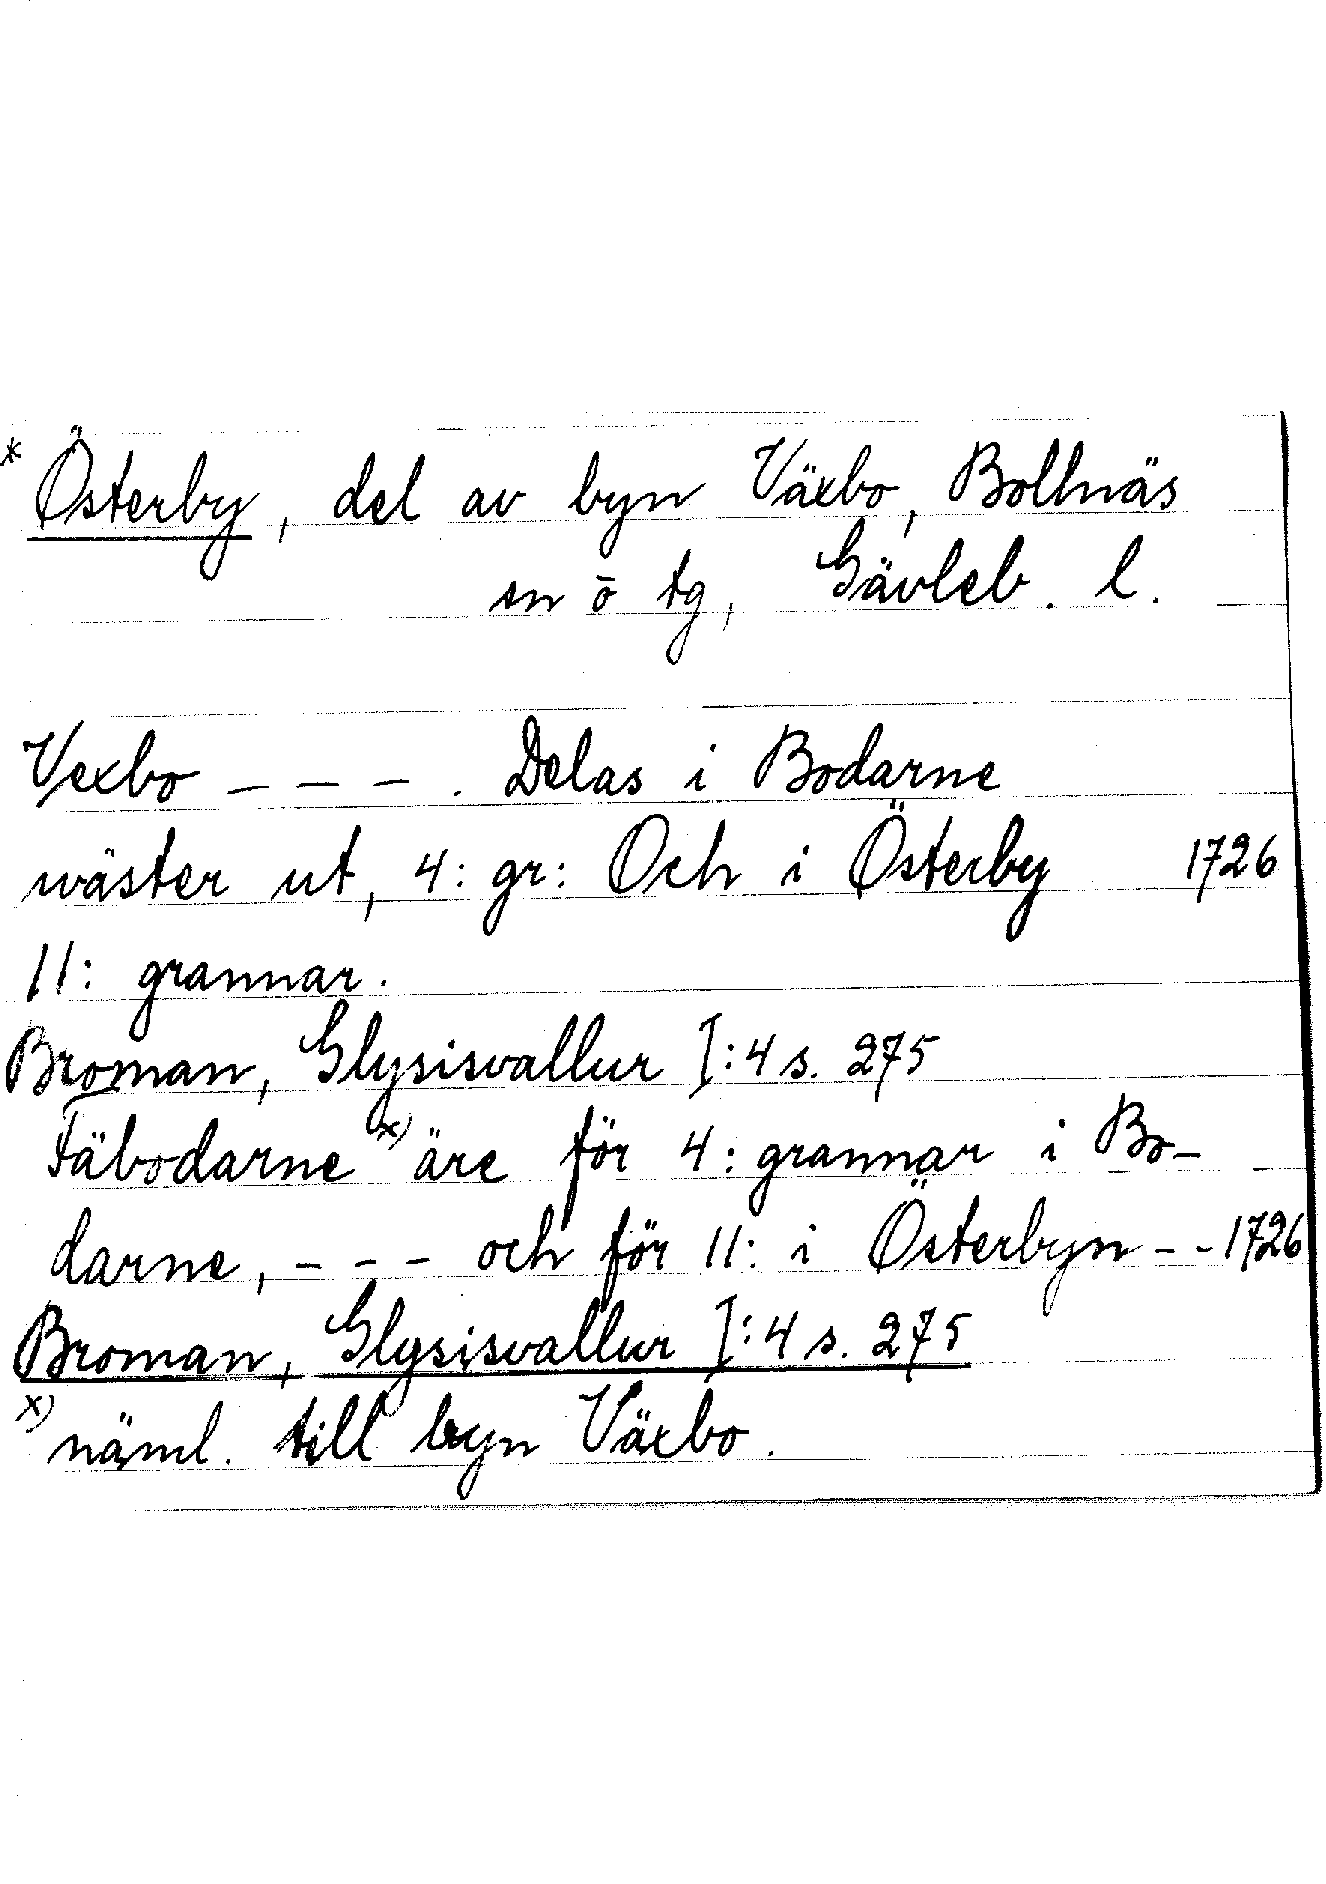 * Österby, del av byn Växbo, Bollnäs
sn o tg, Gävleb. l.
Vexbo _ _ _ . Delas i Bodarne
wäster ut, 4: gr: Och i Österby 1726
11: grannar.
Broman, Glysisvallur I:4 s. 275
Fäbodarne x) äre för 4: grannar i Bo-
darne, - - - och för 11: i Österbyn - - 1726
Broman, Glysisvallur I:4 s. 275
x) näml. till byn Växbo.